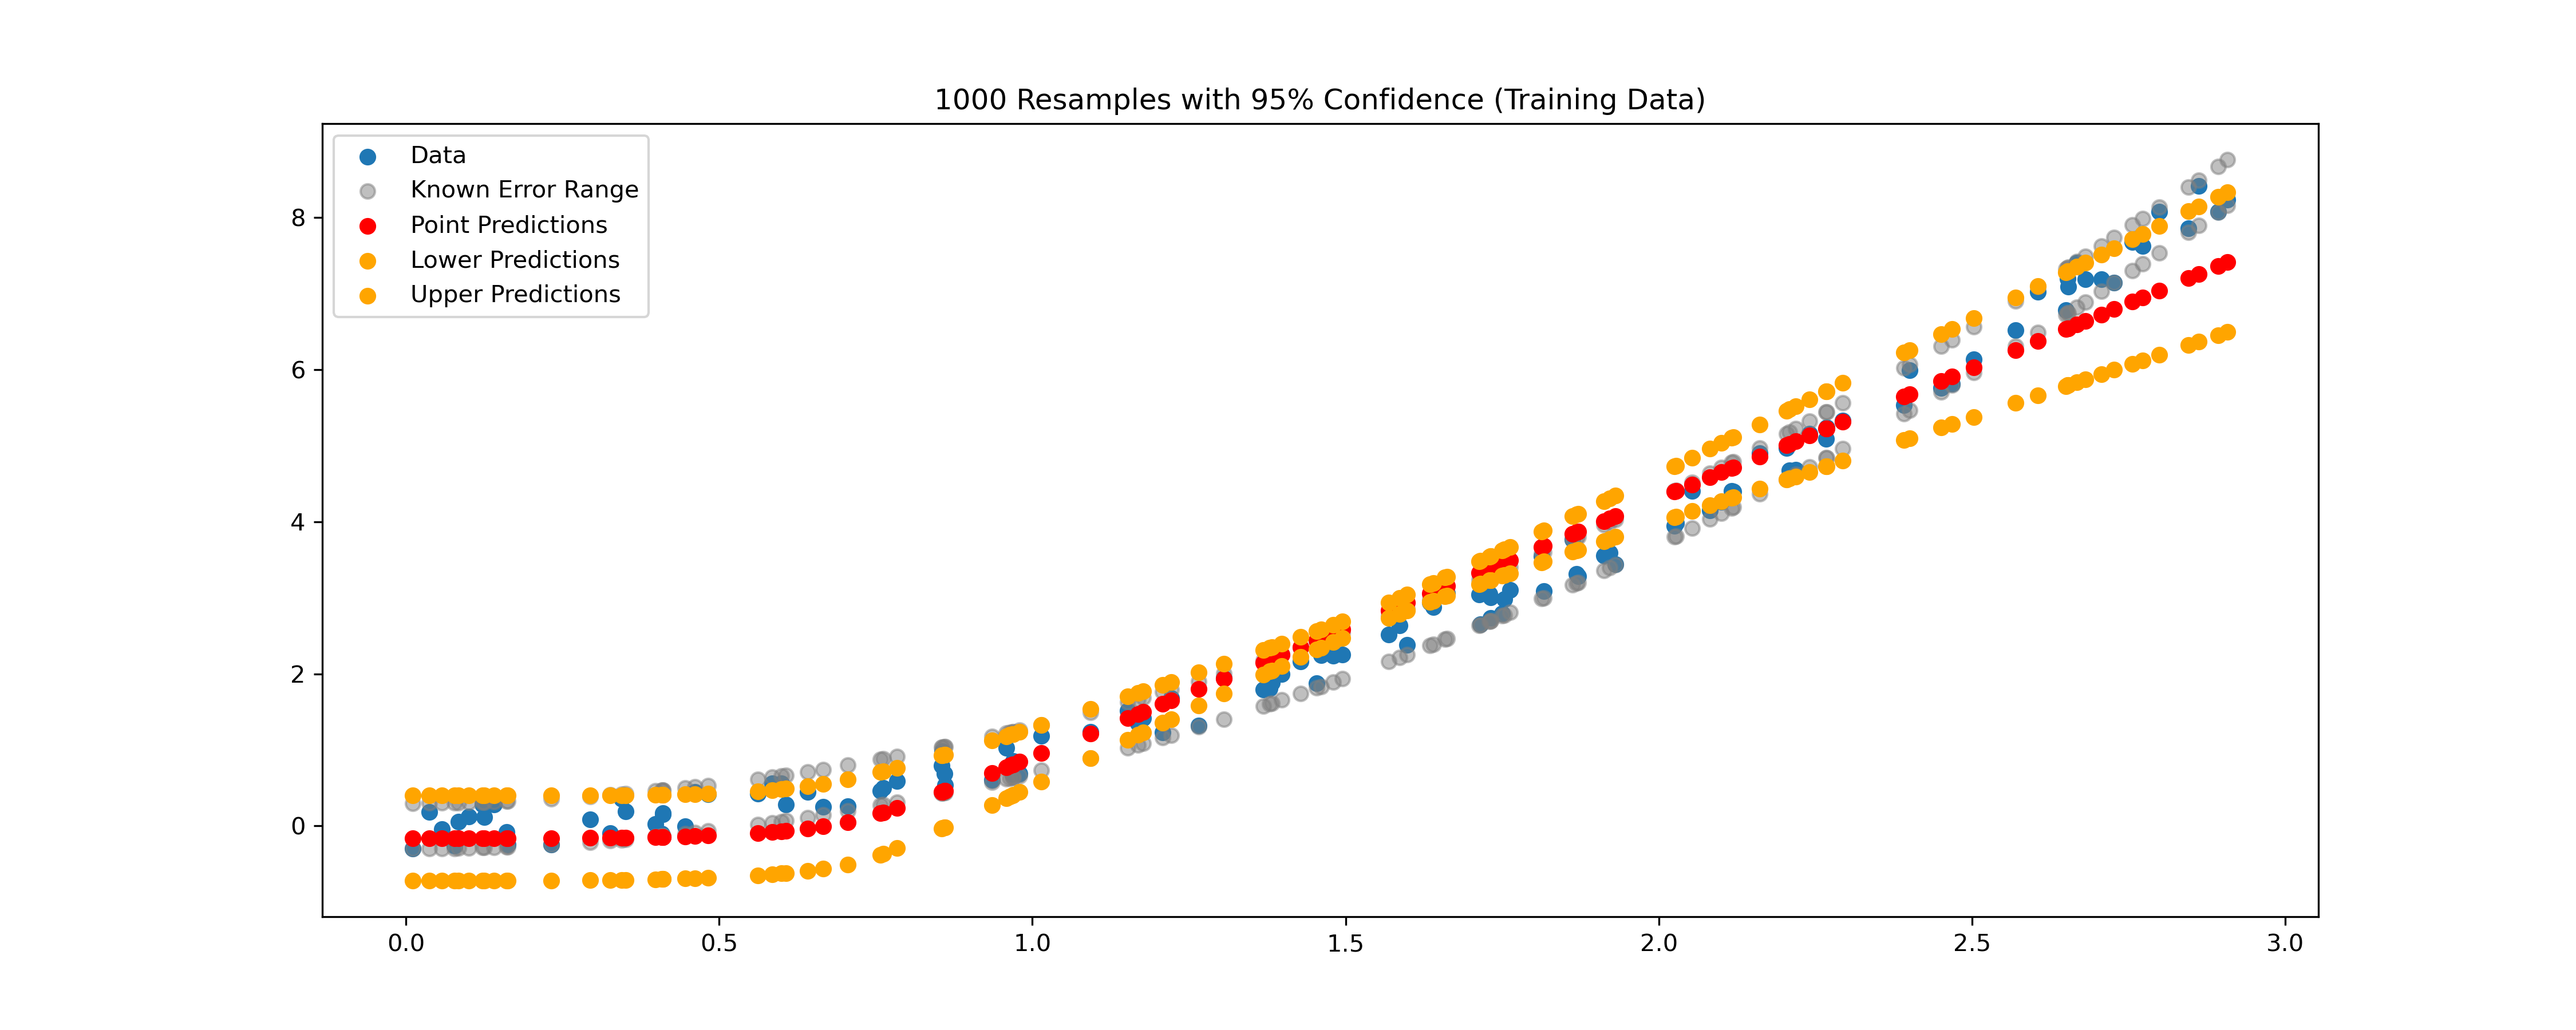 1000 Resamples with 95% Confidence (Training Data)
Data
Known Error Range
Point Predictions
Lower Predictions
Upper Predictions
8
6
4
2
0
0.0 0.5 1.0 1.5 2.0 2.5 3.0